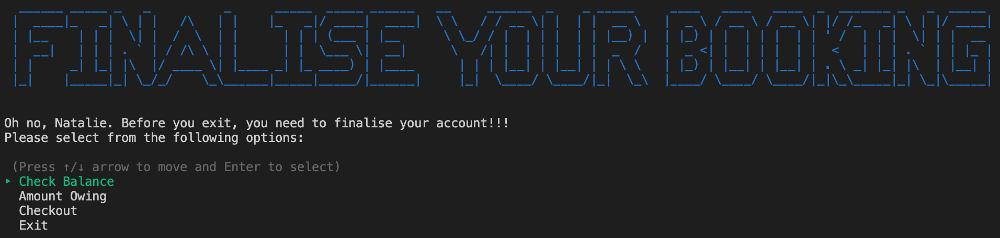 FINALISE YOUR BOOKING
Oh no, Natalie. Before you exit, you need to finalise your account!!!
Please select from the following options:
(Press ↑/↓ arrow to move and Enter to select)
‣ Check Balance
Amount Owing
Checkout
Exit